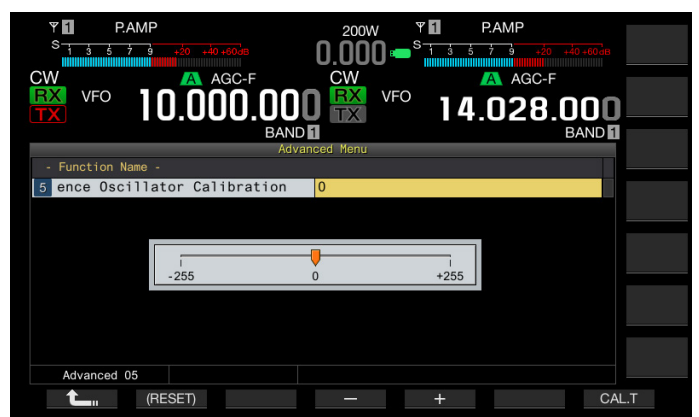 1 P.AMP 200W 1 P.AMP
S 1 3 5 7 9 +20 +40 +60dB 0.000 S 1 3 5 7 9 +20 +40 +60dB
CW A AGC-F CW A AGC-F
RX VFO 10.000.000 RX VFO 14.028.000
TX BAND 1 TX BAND 1
Advanced Menu
- Function Name -
5 ence Oscillator Calibration 0
-255 0 +255
Advanced 05
(RESET) − + CAL.T